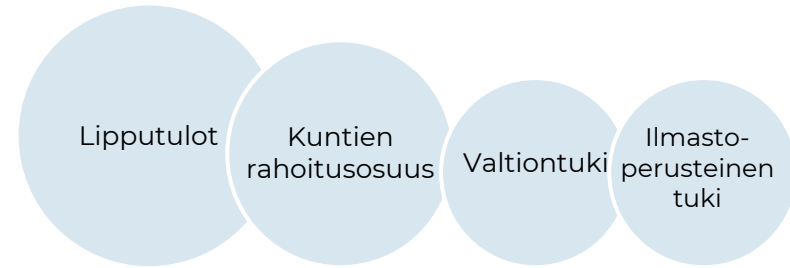 Lipputulot
Kuntien
rahoitusosuus
Valtiontuki
Ilmasto-
perusteinen
tuki